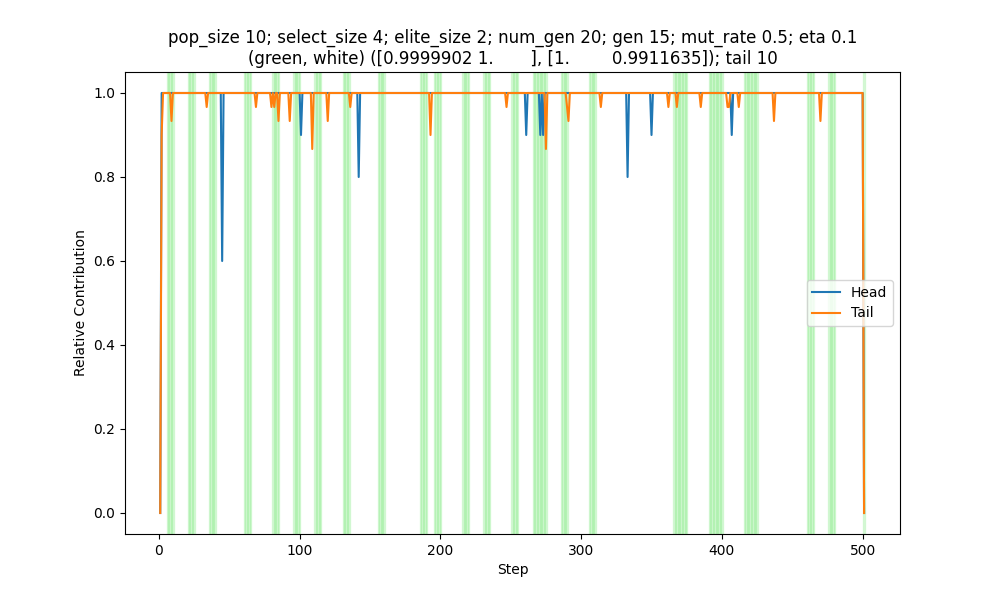 pop_size 10; select_size 4; elite_size 2; num_gen 20; gen 15; mut_rate 0.5; eta 0.1
(green, white) ([0.9999902 1.        ], [1.        0.9911635]); tail 10
1.0
0.8
0.6
0.4
0.2
0.0
Relative Contribution
Head
Tail
0 100 200 300 400 500
Step